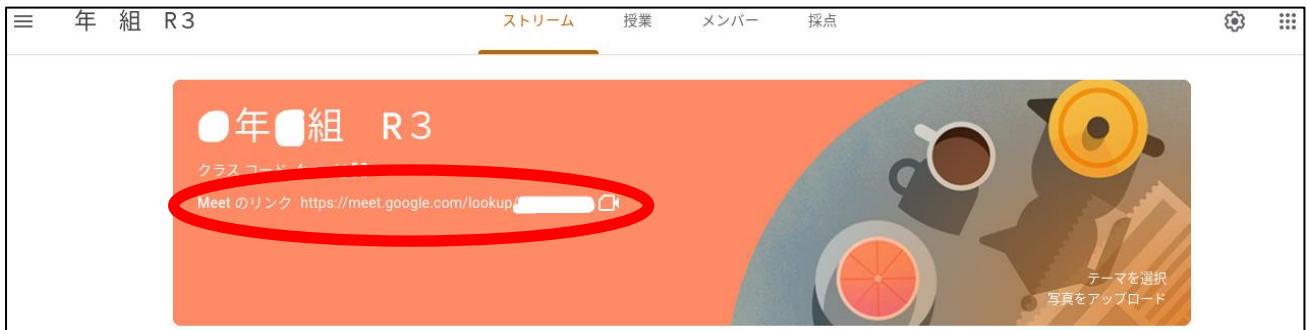 年 組 R３
ストリーム 授業 メンバー 採点
年 組 R３
クラス コード
Meet のリンク https://meet.google.com/lookup/
テーマを選択
写真をアップロード